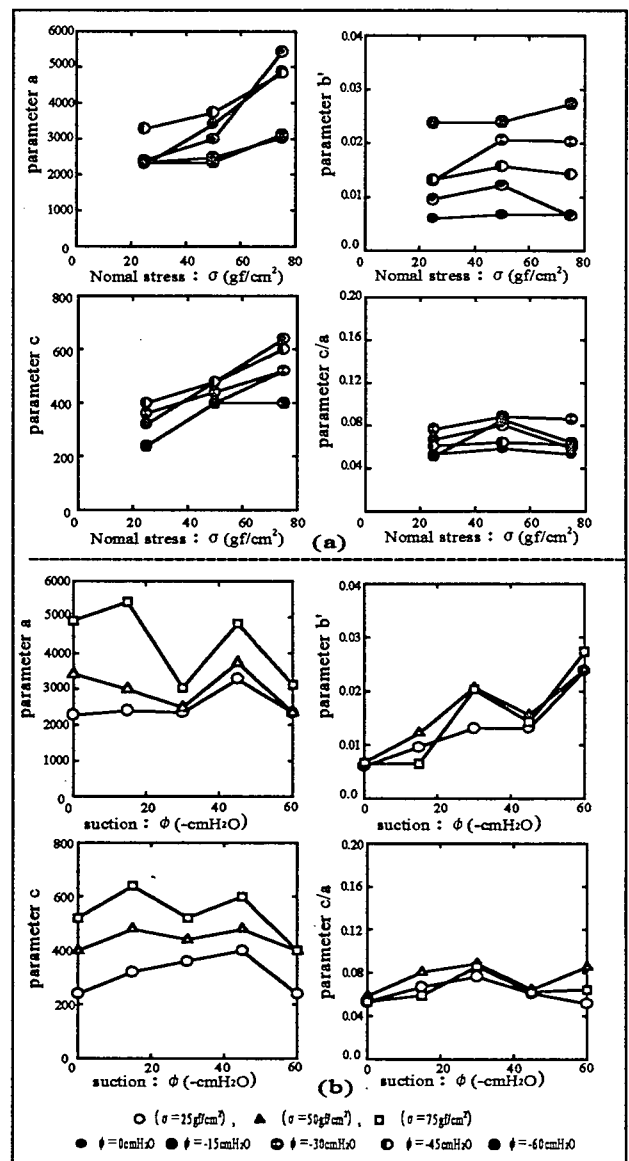 parameter a
6000
5000
4000
3000
2000
1000
0
0 20 40 60 80
Nomal stress : σ (gf/cm²)
parameter b'
0.04
0.03
0.02
0.01
0.0
0 20 40 60 80
Nomal stress : σ (gf/cm²)
parameter c
800
600
400
200
0
0 20 40 60 80
Nomal stress : σ (gf/cm²)
parameter c/a
0.20
0.16
0.12
0.08
0.04
0 20 40 60 80
Nomal stress : σ (gf/cm²)
(a)
parameter a
6000
5000
4000
3000
2000
1000
0
0 20 40 60
suction : ϕ (-cmH₂O)
parameter b'
0.04
0.03
0.02
0.01
0.0
0 20 40 60
suction : ϕ (-cmH₂O)
parameter c
800
600
400
200
0
0 20 40 60
suction : ϕ (-cmH₂O)
parameter c/a
0.20
0.16
0.12
0.08
0.04
0.0
0 20 40 60
suction : ϕ (-cmH₂O)
(b)
(σ=25gf/cm²) , (σ=50gf/cm²) , (σ=75gf/cm²)
ϕ=0cmH₂O ϕ=-15cmH₂O ϕ=-30cmH₂O ϕ=-45cmH₂O ϕ=-60cmH₂O